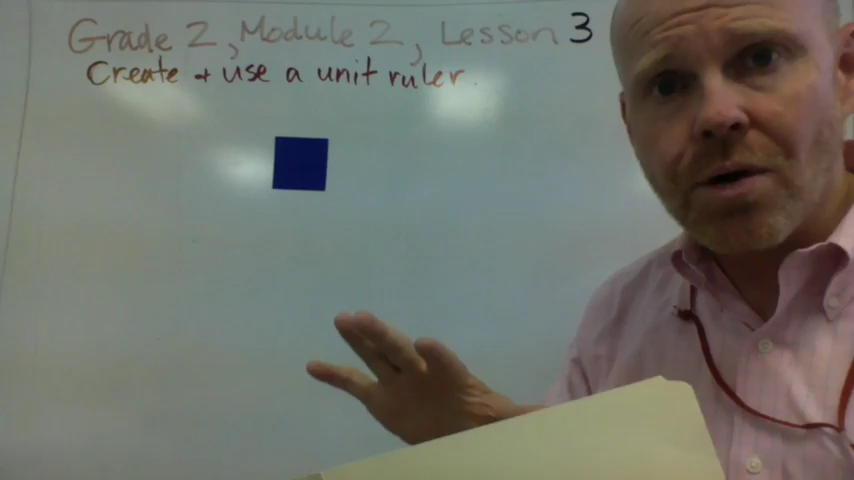 Grade 2, Module 2, Lesson 3
Create + use a unit ruler.